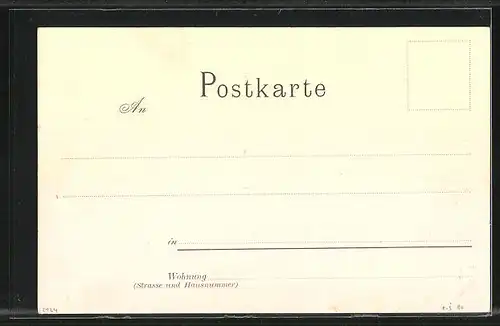 Postkarte
An
in
Wohnung
(Strasse und Hausnummer)